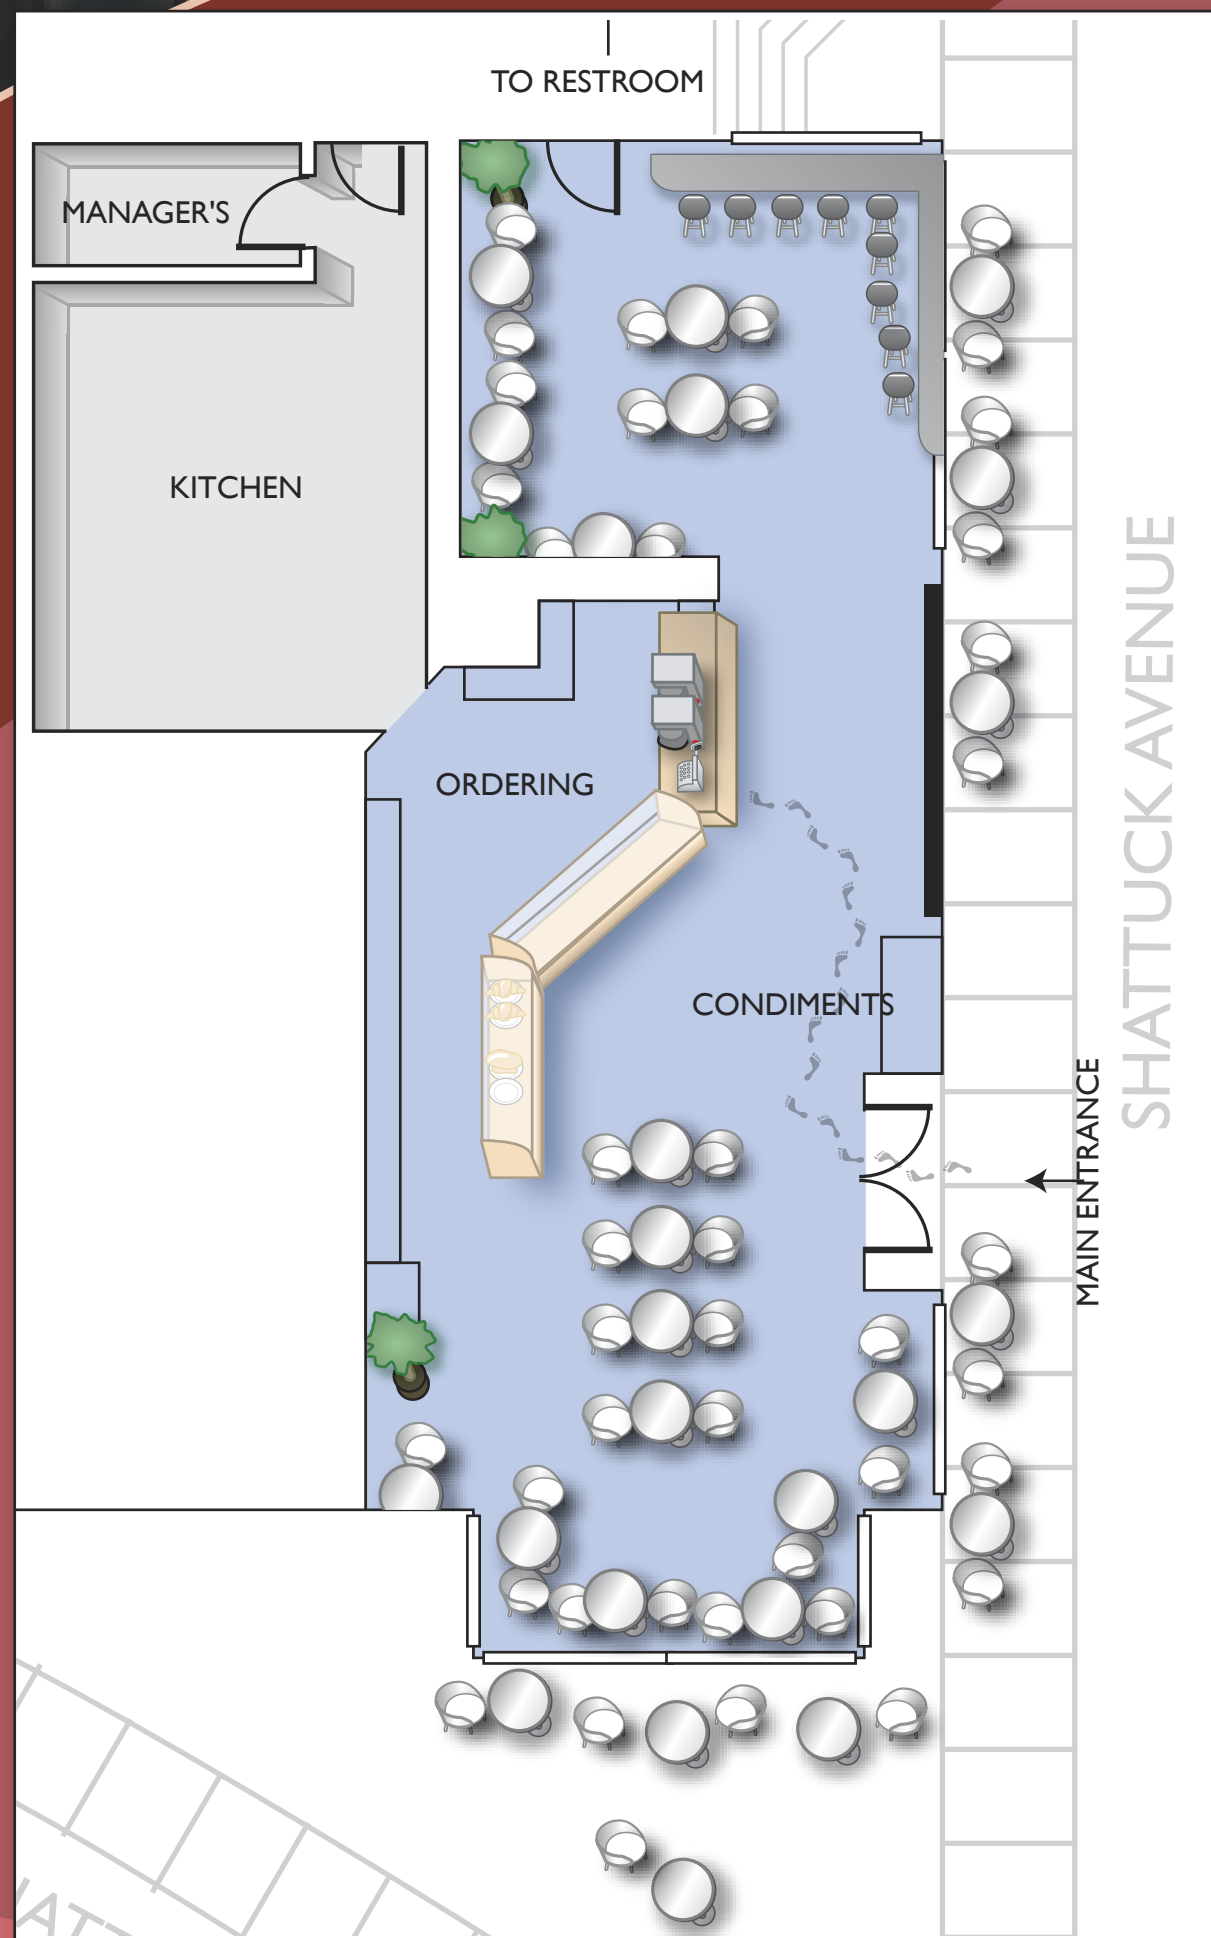 TO RESTROOM
MANAGER'S
KITCHEN
ORDERING
CONDIMENTS
SHATTUCK AVENUE
MAIN ENTRANCE